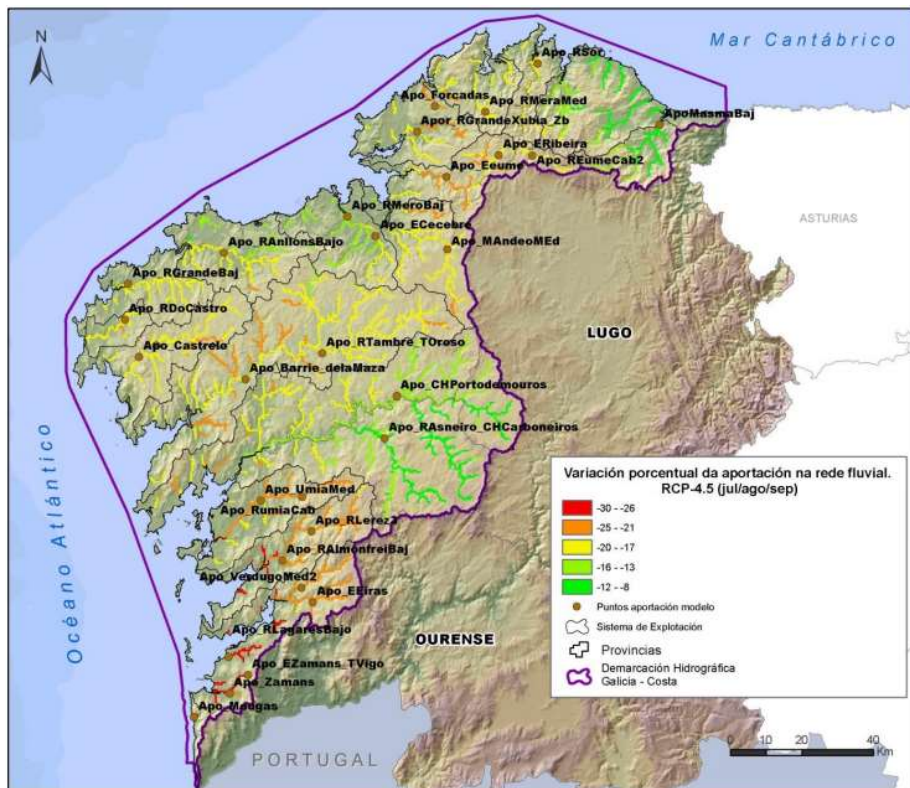 N
Mar Cantábrico
Apo_RSor
Apo_Forcadas
Apo_RMeraMed
ApoMasmaBaj
Apor_RGrandeXubia_Zb
Apo_ERibeira
Apo_REumeCab2
Apo_Eeume
ASTURIAS
Apo_RMeroBaj
Apo_ECecebre
Apo_RAnllonsBajo
Apo_MAndeoMEd
Apo_RGrandeBaj
Apo_RDoCastro
LUGO
Apo_Castrelo
Apo_RTambre_TOroso
Apo_Barrie_delaMaza
Apo_CHPortodemouros
Apo_RAsneiro_CHCarboneiros
Océano Atlántico
Apo_UmiaMed
Apo_RumiaCab
Apo_RLerez3
Apo_RAlmonfreiBaj
Apo_VerdugoMed2
Apo_EEiras
Apo_RLagaresBajo
OURENSE
Apo_EZamans_TVigo
Apo_Zamans
Apo_Mougas
PORTUGAL
Variación porcentual da aportación na rede fluvial.
RCP-4.5 (jul/ago/sep)
-30 - -26
-25 - -21
-20 - -17
-16 - -13
-12 - -8
Puntos aportación modelo
Sistema de Explotación
Provincias
Demarcación Hidrográfica
Galicia - Costa
0 10 20 40
Km